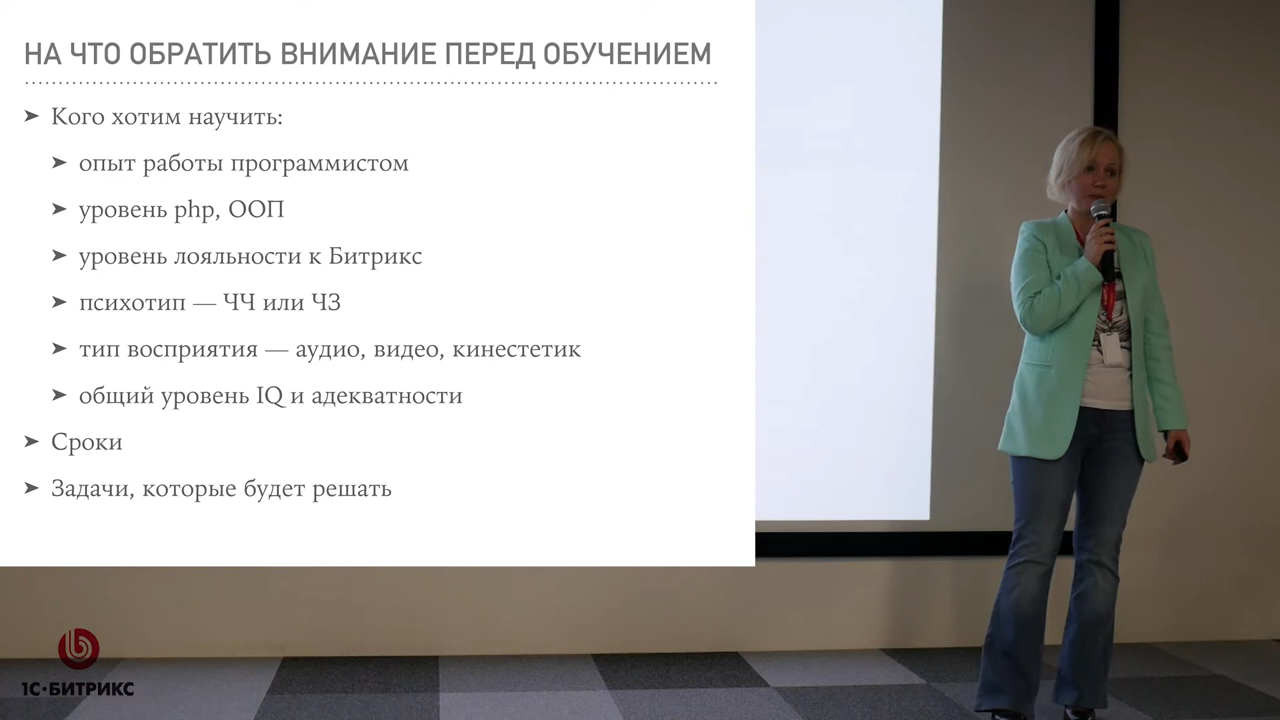 НА ЧТО ОБРАТИТЬ ВНИМАНИЕ ПЕРЕД ОБУЧЕНИЕМ
➤ Кого хотим научить:
➤ опыт работы программистом
➤ уровень php, ООП
➤ уровень лояльности к Битрикс
➤ психотип — ЧЧ или ЧЗ
➤ тип восприятия — аудио, видео, кинестетик
➤ общий уровень IQ и адекватности
➤ Сроки
➤ Задачи, которые будет решать
1С•БИТРИКС